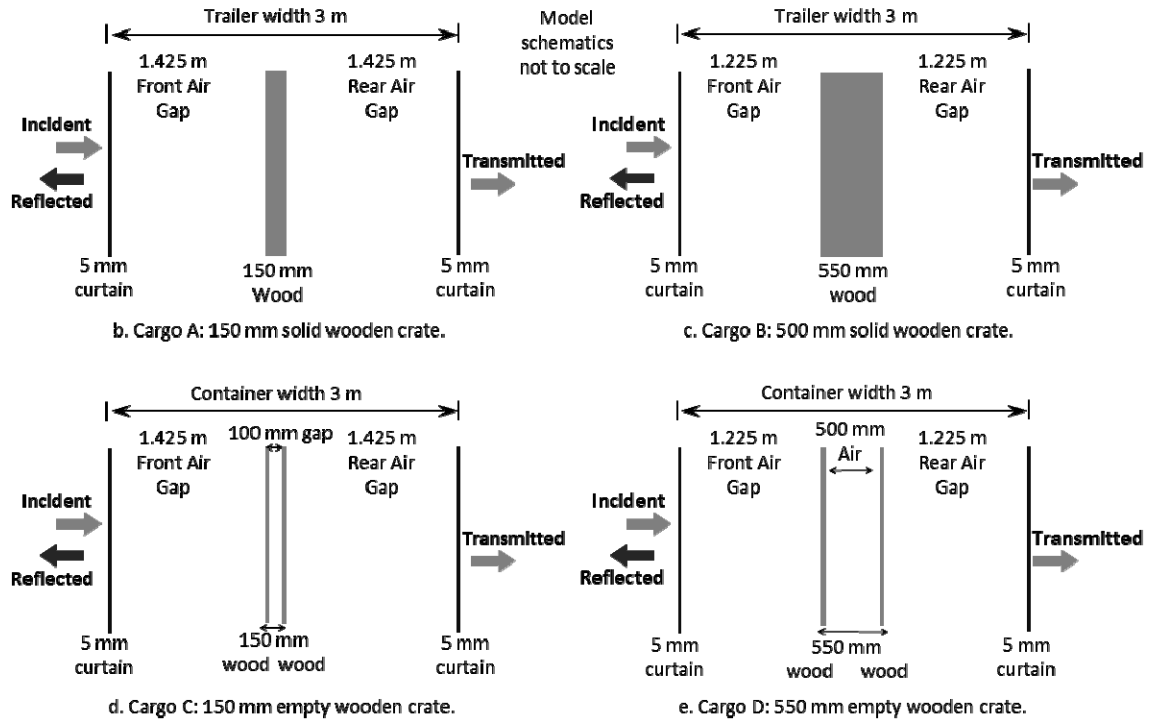 Trailer width 3 m
1.425 m
Front Air
Gap
1.425 m
Rear Air
Gap
Incident
Reflected
Transmitted
5 mm
curtain
150 mm
Wood
5 mm
curtain
b. Cargo A: 150 mm solid wooden crate.
Model
schematics
not to scale
Trailer width 3 m
1.225 m
Front Air
Gap
1.225 m
Rear Air
Gap
Incident
Reflected
Transmitted
5 mm
curtain
550 mm
wood
5 mm
curtain
c. Cargo B: 500 mm solid wooden crate.
Container width 3 m
1.425 m
Front Air
Gap
100 mm gap
1.425 m
Rear Air
Gap
Incident
Reflected
Transmitted
5 mm
curtain
150 mm
wood wood
5 mm
curtain
d. Cargo C: 150 mm empty wooden crate.
Container width 3 m
1.225 m
Front Air
Gap
500 mm
Air
1.225 m
Rear Air
Gap
Incident
Reflected
Transmitted
5 mm
curtain
550 mm
wood wood
5 mm
curtain
e. Cargo D: 550 mm empty wooden crate.